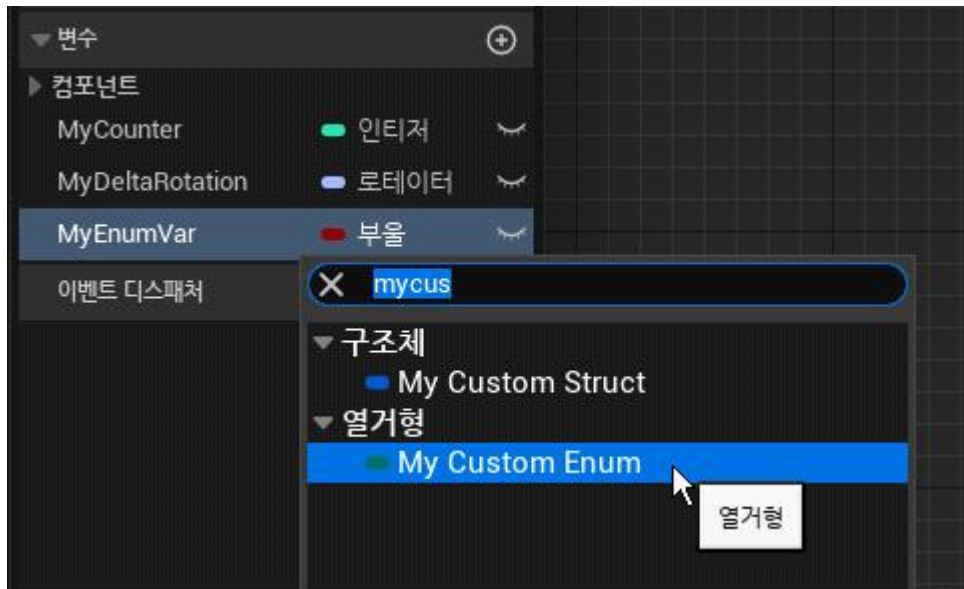 변수
컴포넌트
MyCounter 인티저
MyDeltaRotation 로테이터
MyEnumVar 부울
이벤트 디스패처
mycus
구조체
My Custom Struct
열거형
My Custom Enum
열거형